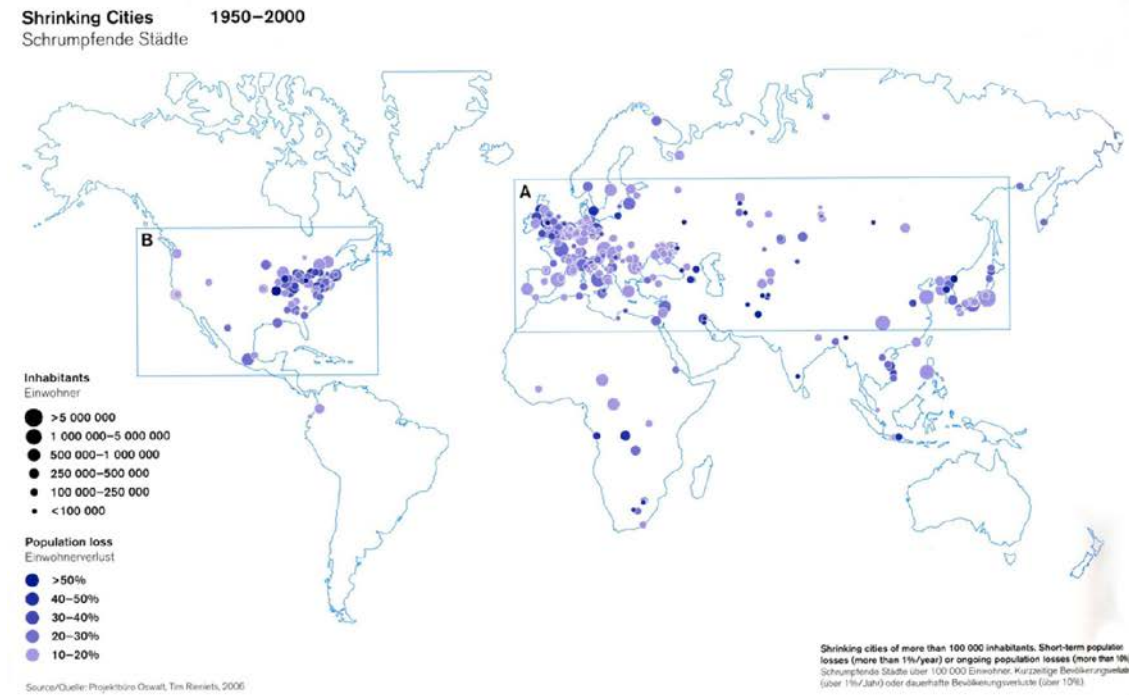 Shrinking Cities 1950–2000
Schrumpfende Städte
A
B
Inhabitants
Einwohner
>5 000 000
1 000 000–5 000 000
500 000–1 000 000
250 000–500 000
100 000–250 000
<100 000
Population loss
Einwohnerverlust
>50%
40–50%
30–40%
20–30%
10–20%
Shrinking cities of more than 100 000 inhabitants. Short-term population
losses (more than 1%/year) or ongoing population losses (more than 10%
Schrumpfende Städte über 100 000 Einwohner. Kurzzeitige
(über 1%/Jahr) oder dauerhafte Bevölkerungsverluste (über 10%).
Source/Quelle: Projektbüro Oswalt, Tim Rieniets, 2006